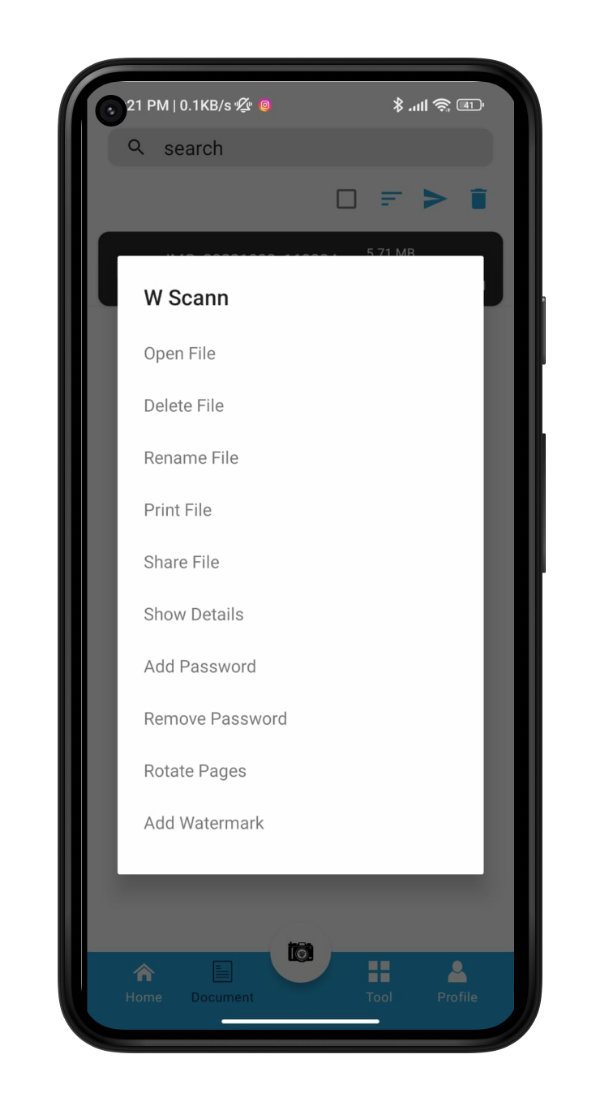 21 PM | 0.1KB/s
41
search
5.71 MB
W Scann
Open File
Delete File
Rename File
Print File
Share File
Show Details
Add Password
Remove Password
Rotate Pages
Add Watermark
Home
Document
Tool
Profile